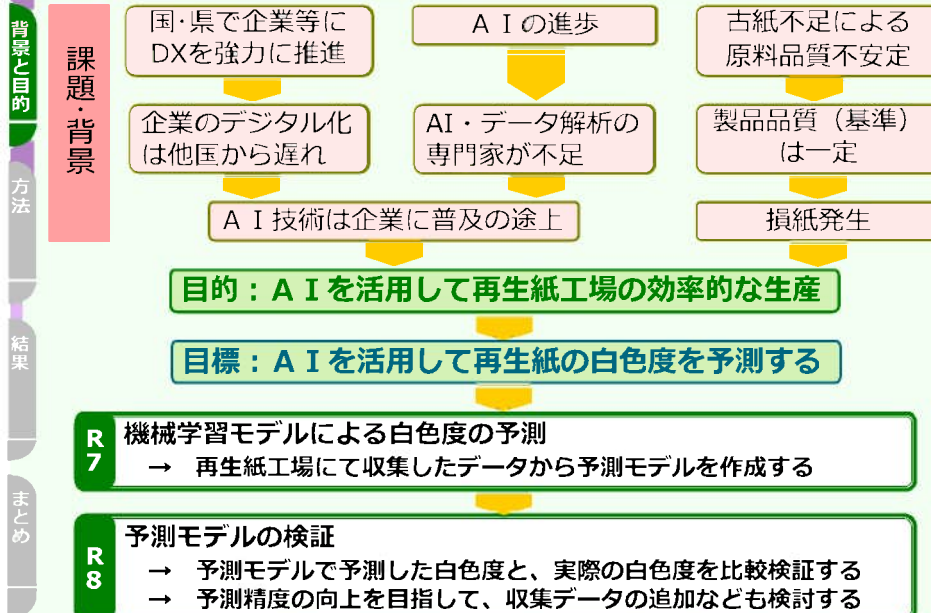 背景と目的
方法
結果
まとめ
課題・背景
国・県で企業等に
DXを強力に推進
企業のデジタル化
は他国から遅れ
ＡＩの進歩
AI・データ解析の
専門家が不足
ＡＩ技術は企業に普及の途上
古紙不足による
原料品質不安定
製品品質（基準）
は一定
損紙発生
目的：ＡＩを活用して再生紙工場の効率的な生産
目標：ＡＩを活用して再生紙の白色度を予測する
R7
機械学習モデルによる白色度の予測
→ 再生紙工場にて収集したデータから予測モデルを作成する
R8
予測モデルの検証
→ 予測モデルで予測した白色度と、実際の白色度を比較検証する
→ 予測精度の向上を目指して、収集データの追加なども検討する